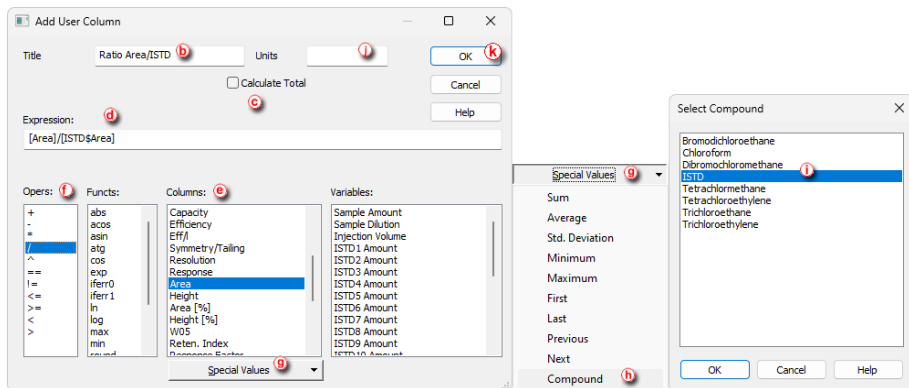 Add User Column
Title
Ratio Area/ISTD b
Units
j
OK k
Calculate Total
Cancel
c
Help
Expression:
d
[Area]/[ISTD$Area]
Opers: f
Functs:
Columns: e
Variables:
+
-
*
/
^
==
!=
<=
>=
<
>
abs
acos
asin
atg
cos
exp
iferr0
iferr1
ln
log
max
min
round
Capacity
Efficiency
Eff/l
Symmetry/Tailing
Resolution
Response
Area
Height
Area [%]
Height [%]
W05
Reten. Index
Response Factor
Sample Amount
Sample Dilution
Injection Volume
ISTD1 Amount
ISTD2 Amount
ISTD3 Amount
ISTD4 Amount
ISTD5 Amount
ISTD6 Amount
ISTD7 Amount
ISTD8 Amount
ISTD9 Amount
ISTD10 Amount
Special Values g
Special Values g
Sum
Average
Std. Deviation
Minimum
Maximum
First
Last
Previous
Next
Compound h
Select Compound
Bromodichloroethane
Chloroform
Dibromochloromethane
ISTD i
Tetrachlormethane
Tetrachloroethylene
Trichloroethane
Trichloroethylene
OK
Cancel
Help